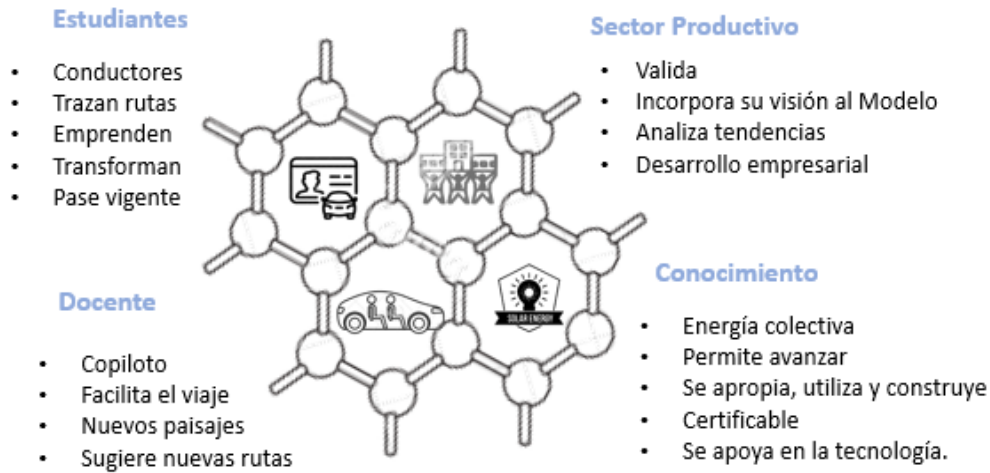 Estudiantes
• Conductores
• Trazan rutas
• Emprenden
• Transforman
• Pase vigente
Sector Productivo
• Valida
• Incorpora su visión al Modelo
• Analiza tendencias
• Desarrollo empresarial
Docente
• Copiloto
• Facilita el viaje
• Nuevos paisajes
• Sugiere nuevas rutas
SOLAR ENERGY
Conocimiento
• Energía colectiva
• Permite avanzar
• Se apropia, utiliza y construye
• Certificable
• Se apoya en la tecnología.